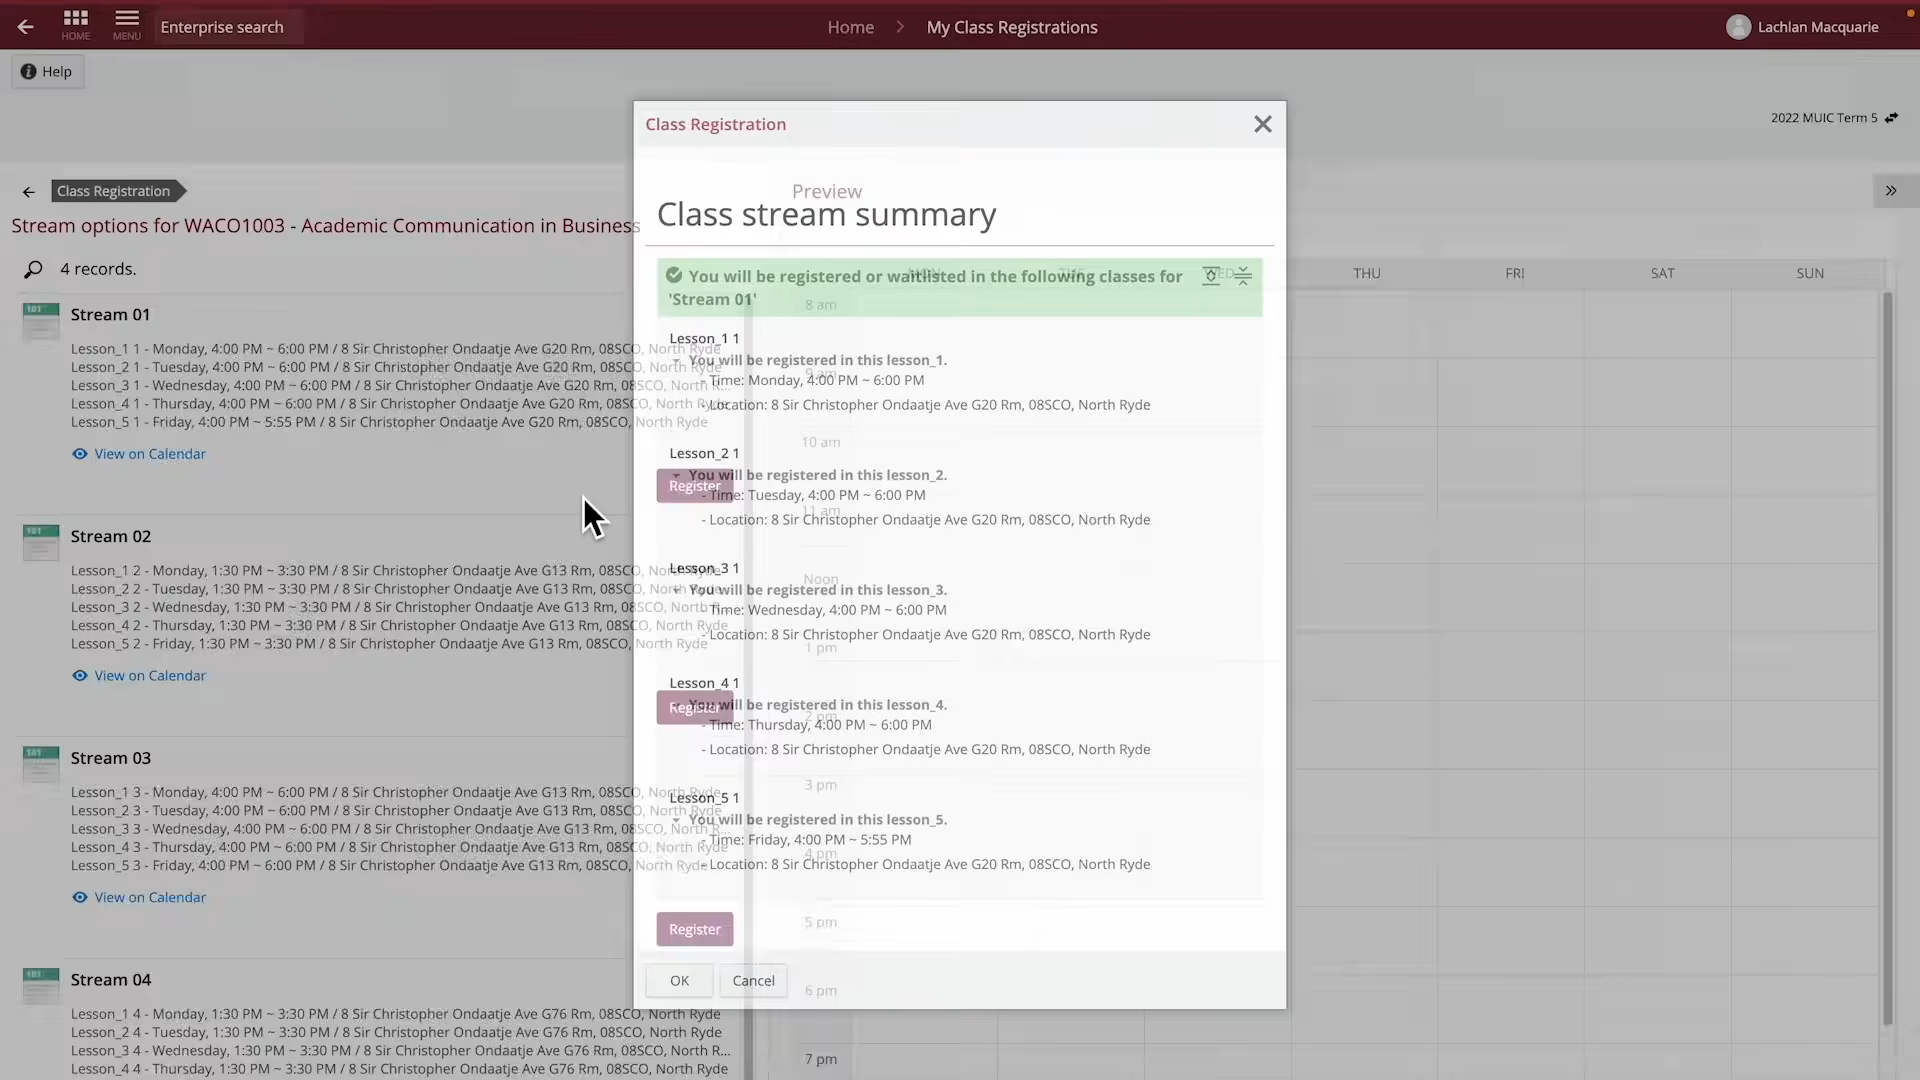 Enterprise search
HOME
MENU
Home
My Class Registrations
Lachlan Macquarie
Help
2022 MUIC Term 5
Class Registration
Stream options for WACO1003 - Academic Communication in Business
4 records.
Stream 01
Lesson_1 1 - Monday, 4:00 PM ~ 6:00 PM / 8 Sir Christopher Ondaatje Ave G20 Rm, 08SCO, North Ryde
Lesson_2 1 - Tuesday, 4:00 PM ~ 6:00 PM / 8 Sir Christopher Ondaatje Ave G20 Rm, 08SCO, North Ryde
Lesson_3 1 - Wednesday, 4:00 PM ~ 6:00 PM / 8 Sir Christopher Ondaatje Ave G20 Rm, 08SCO, North R...
Lesson_4 1 - Thursday, 4:00 PM ~ 6:00 PM / 8 Sir Christopher Ondaatje Ave G20 Rm, 08SCO, North Ryde
Lesson_5 1 - Friday, 4:00 PM ~ 5:55 PM / 8 Sir Christopher Ondaatje Ave G20 Rm, 08SCO, North Ryde
View on Calendar
Register
Stream 02
Lesson_1 2 - Monday, 1:30 PM ~ 3:30 PM / 8 Sir Christopher Ondaatje Ave G13 Rm, 08SCO, North Ryde
Lesson_2 2 - Tuesday, 1:30 PM ~ 3:30 PM / 8 Sir Christopher Ondaatje Ave G13 Rm, 08SCO, North Ryde
Lesson_3 2 - Wednesday, 1:30 PM ~ 3:30 PM / 8 Sir Christopher Ondaatje Ave G13 Rm, 08SCO, North R...
Lesson_4 2 - Thursday, 1:30 PM ~ 3:30 PM / 8 Sir Christopher Ondaatje Ave G13 Rm, 08SCO, North Ryde
Lesson_5 2 - Friday, 1:30 PM ~ 3:30 PM / 8 Sir Christopher Ondaatje Ave G13 Rm, 08SCO, North Ryde
View on Calendar
Register
Stream 03
Lesson_1 3 - Monday, 4:00 PM ~ 6:00 PM / 8 Sir Christopher Ondaatje Ave G13 Rm, 08SCO, North Ryde
Lesson_2 3 - Tuesday, 4:00 PM ~ 6:00 PM / 8 Sir Christopher Ondaatje Ave G13 Rm, 08SCO, North Ryde
Lesson_3 3 - Wednesday, 4:00 PM ~ 6:00 PM / 8 Sir Christopher Ondaatje Ave G13 Rm, 08SCO, North R...
Lesson_4 3 - Thursday, 4:00 PM ~ 6:00 PM / 8 Sir Christopher Ondaatje Ave G13 Rm, 08SCO, North Ryde
Lesson_5 3 - Friday, 4:00 PM ~ 6:00 PM / 8 Sir Christopher Ondaatje Ave G13 Rm, 08SCO, North Ryde
View on Calendar
Register
Stream 04
Lesson_1 4 - Monday, 1:30 PM ~ 3:30 PM / 8 Sir Christopher Ondaatje Ave G76 Rm, 08SCO, North Ryde
Lesson_2 4 - Tuesday, 1:30 PM ~ 3:30 PM / 8 Sir Christopher Ondaatje Ave G76 Rm, 08SCO, North Ryde
Lesson_3 4 - Wednesday, 1:30 PM ~ 3:30 PM / 8 Sir Christopher Ondaatje Ave G76 Rm, 08SCO, North R...
Lesson_4 4 - Thursday, 1:30 PM ~ 3:30 PM / 8 Sir Christopher Ondaatje Ave G76 Rm, 08SCO, North Ryde
Class Registration
Preview
Class stream summary
You will be registered or waitlisted in the following classes for
'Stream 01'
Lesson_1 1
You will be registered in this lesson_1.
- Time: Monday, 4:00 PM ~ 6:00 PM
- Location: 8 Sir Christopher Ondaatje Ave G20 Rm, 08SCO, North Ryde
Lesson_2 1
You will be registered in this lesson_2.
- Time: Tuesday, 4:00 PM ~ 6:00 PM
- Location: 8 Sir Christopher Ondaatje Ave G20 Rm, 08SCO, North Ryde
Lesson_3 1
You will be registered in this lesson_3.
- Time: Wednesday, 4:00 PM ~ 6:00 PM
- Location: 8 Sir Christopher Ondaatje Ave G20 Rm, 08SCO, North Ryde
Lesson_4 1
You will be registered in this lesson_4.
- Time: Thursday, 4:00 PM ~ 6:00 PM
- Location: 8 Sir Christopher Ondaatje Ave G20 Rm, 08SCO, North Ryde
Lesson_5 1
You will be registered in this lesson_5.
- Time: Friday, 4:00 PM ~ 5:55 PM
- Location: 8 Sir Christopher Ondaatje Ave G20 Rm, 08SCO, North Ryde
OK
Cancel
MON
TUE
WED
THU
FRI
SAT
SUN
8 am
9 am
10 am
11 am
Noon
1 pm
2 pm
3 pm
4 pm
5 pm
6 pm
7 pm